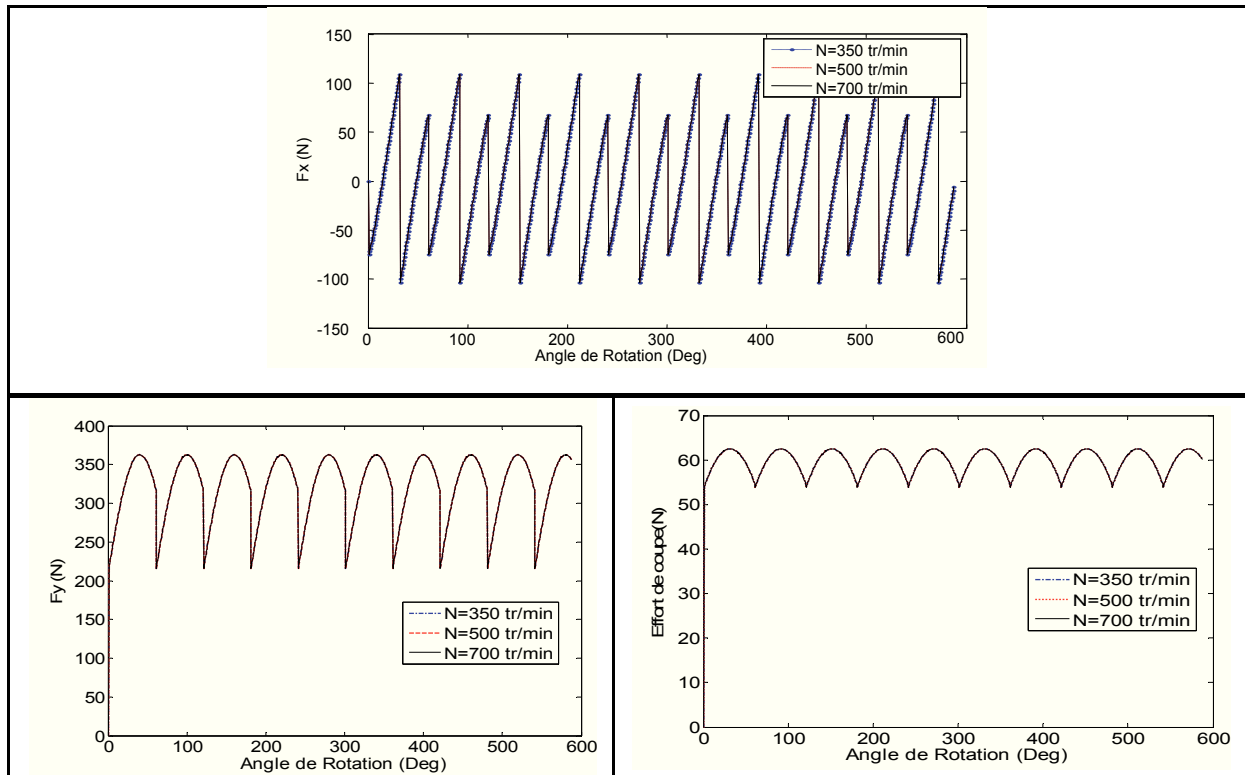 150
100
50
0
-50
-100
-150
Fx (N)
N=350 tr/min
N=500 tr/min
N=700 tr/min
0 100 200 300 400 500 600
Angle de Rotation (Deg)
400
350
300
250
200
150
100
50
0
Fy (N)
N=350 tr/min
N=500 tr/min
N=700 tr/min
0 100 200 300 400 500 600
Angle de Rotation (Deg)
70
60
50
40
30
20
10
0
Effort de coupe(N)
N=350 tr/min
N=500 tr/min
N=700 tr/min
0 100 200 300 400 500 600
Angle de Rotation (Deg)